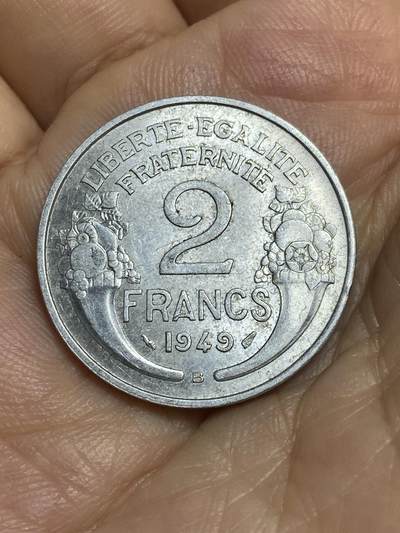 LIBERTE·EGALITE
FRATERNITE
2
FRANCS
1949
B